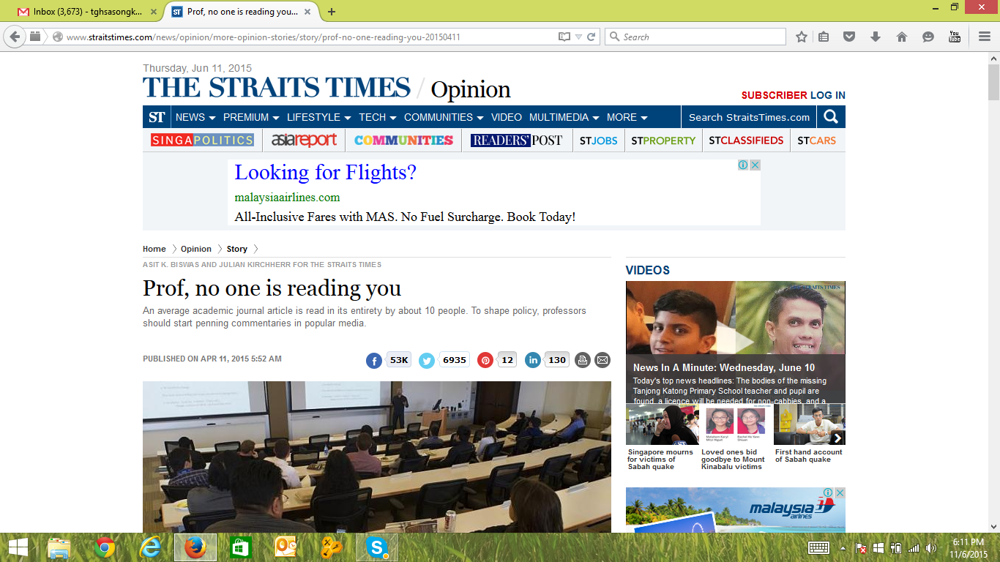 Inbox (3,673) - tghsasongk...
ST Prof, no one is reading you...
www.straitstimes.com/news/opinion/more-opinion-stories/story/prof-no-one-reading-you-20150411
Search
You Tube
Thursday, Jun 11, 2015
THE STRAITS TIMES / Opinion
SUBSCRIBER LOG IN
ST NEWS PREMIUM LIFESTYLE TECH COMMUNITIES VIDEO MULTIMEDIA MORE Search StraitsTimes.com
SINGAPOLITICS asiareport COMMUNITIES READERS' POST STJOBS STPROPERTY STCLASSIFIEDS STCARS
Looking for Flights?
malaysiaairlines.com
All-Inclusive Fares with MAS. No Fuel Surcharge. Book Today!
Home Opinion Story
ASIT K. BISWAS AND JULIAN KIRCHHERR FOR THE STRAITS TIMES
Prof, no one is reading you
An average academic journal article is read in its entirety by about 10 people. To shape policy, professors
should start penning commentaries in popular media.
PUBLISHED ON APR 11, 2015 5:52 AM
53K 6935 12 130
VIDEOS
THE STRAITS TIMES
News In A Minute: Wednesday, June 10
Today's top news headlines: The bodies of the missing
Tanjong Katong Primary School teacher and pupil are
found, a licence will be needed for non-cabbies, and a
Singapore mourns
for victims of
Sabah quake
Loved ones bid
goodbye to Mount
Kinabalu victims
First hand account
of Sabah quake
malaysia
airlines
6:11 PM
11/6/2015